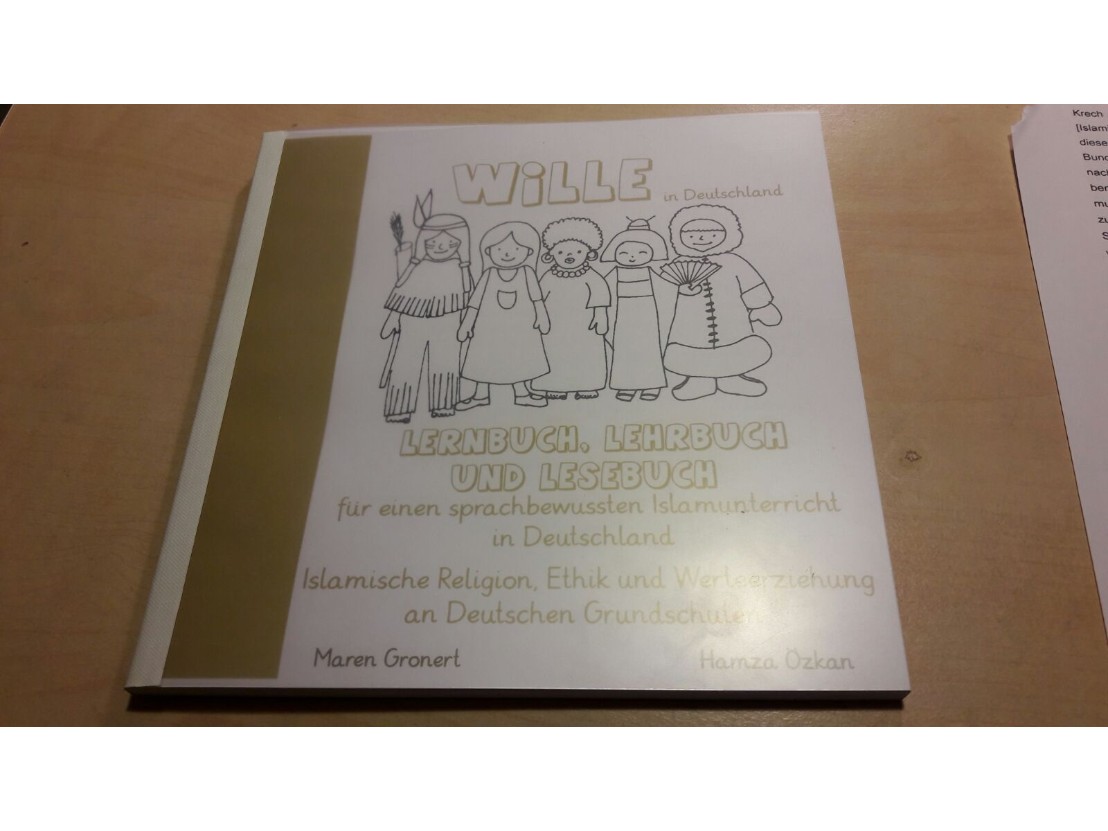 WiLLE in Deutschland
LERNBUCH, LEHRBUCH
UND LESEBUCH
für einen sprachbewussten Islamunterricht
in Deutschland
Islamische Religion, Ethik und Werteerziehung
an Deutschen Grundschulen
Maren Gronert Hamza Özkan
Krech
[Islami
diese
Bund
nach
ber
mu
zu
S